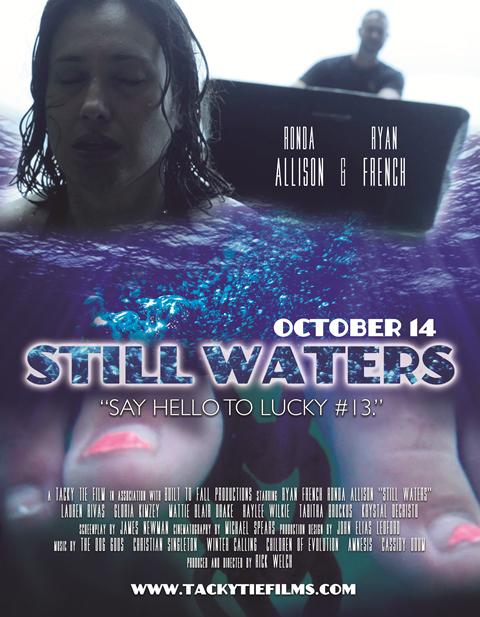 RONDA RYAN
ALLISON & FRENCH
OCTOBER 14
STILL WATERS
“SAY HELLO TO LUCKY #13.”
A TACKY TIE FILM IN ASSOCIATION WITH BUILT TO FALL PRODUCTIONS STARRING RYAN FRENCH RONDA ALLISON "STILL WATERS"
LAUREN RIVAS GLORIA KIMZEY MATTIE BLAIR DRAKE HAYLEE WILKIE TABITHA BROCKUS KRYSTAL DECRISTO
SCREENPLAY BY JAMES NEWMAN CINEMATOGRAPHY BY MICHAEL SPEARS PRODUCTION DESIGN BY JOHN ELIAS LEDFORD
MUSIC BY THE DOG GODS CHRISTIAN SINGLETON WINTER CALLING CHILDREN OF EVOLUTION AMNESIS CASSIDY DOOM
PRODUCED AND DIRECTED BY RICK WELCH
WWW.TACKYTIEFILMS.COM